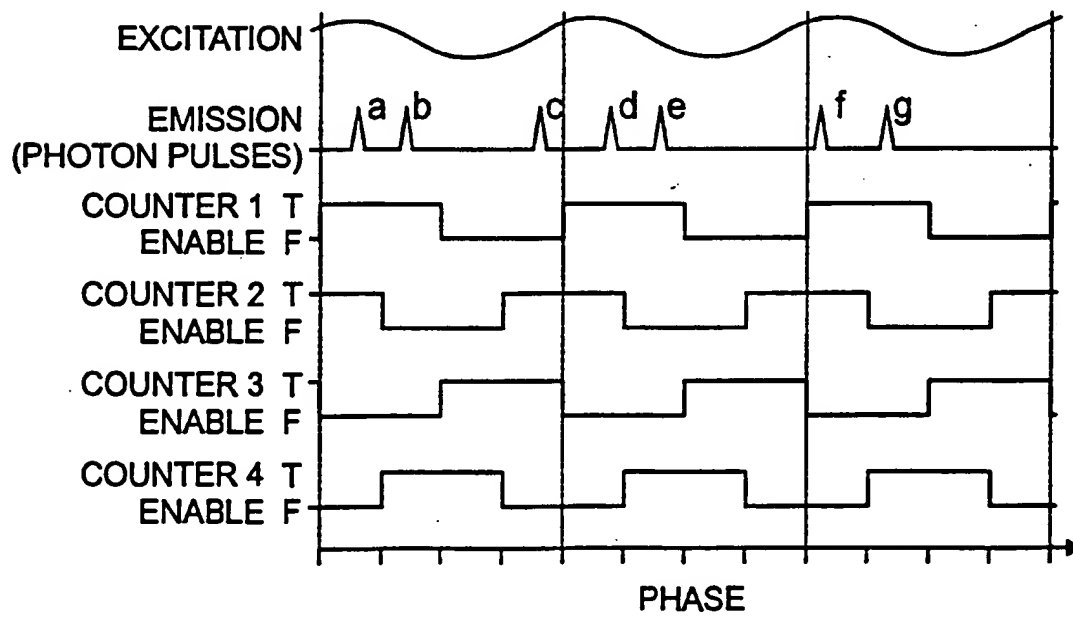 EXCITATION
EMISSION
(PHOTON PULSES)
a b c d e f g
COUNTER 1 T
ENABLE F
COUNTER 2 T
ENABLE F
COUNTER 3 T
ENABLE F
COUNTER 4 T
ENABLE F
PHASE